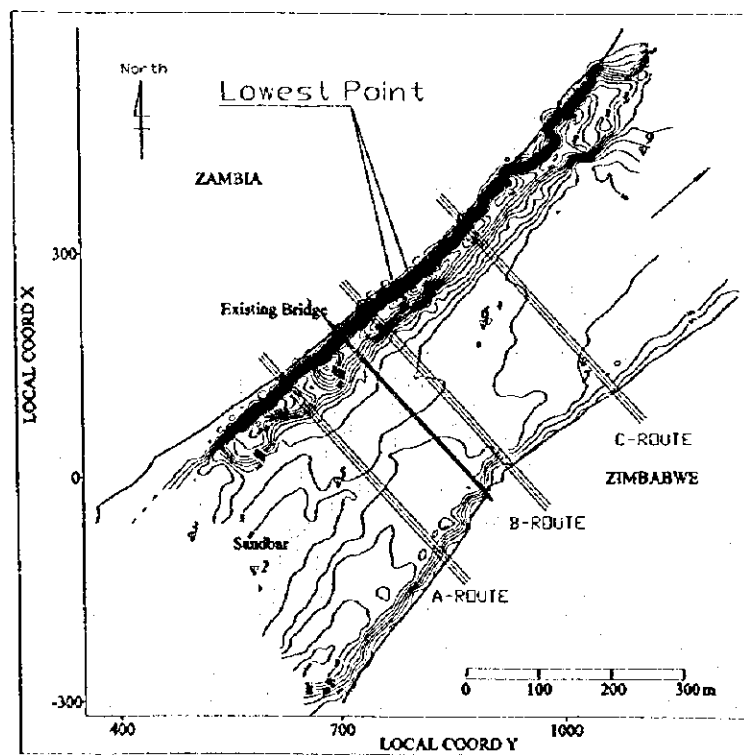 North
Lowest Point
ZAMBIA
300
Existing Bridge
LOCAL COORD X
C-ROUTE
0
ZIMBABWE
B-ROUTE
Sandbar
A-ROUTE
0 100 200 300 m
-300
400
700
1000
LOCAL COORD Y